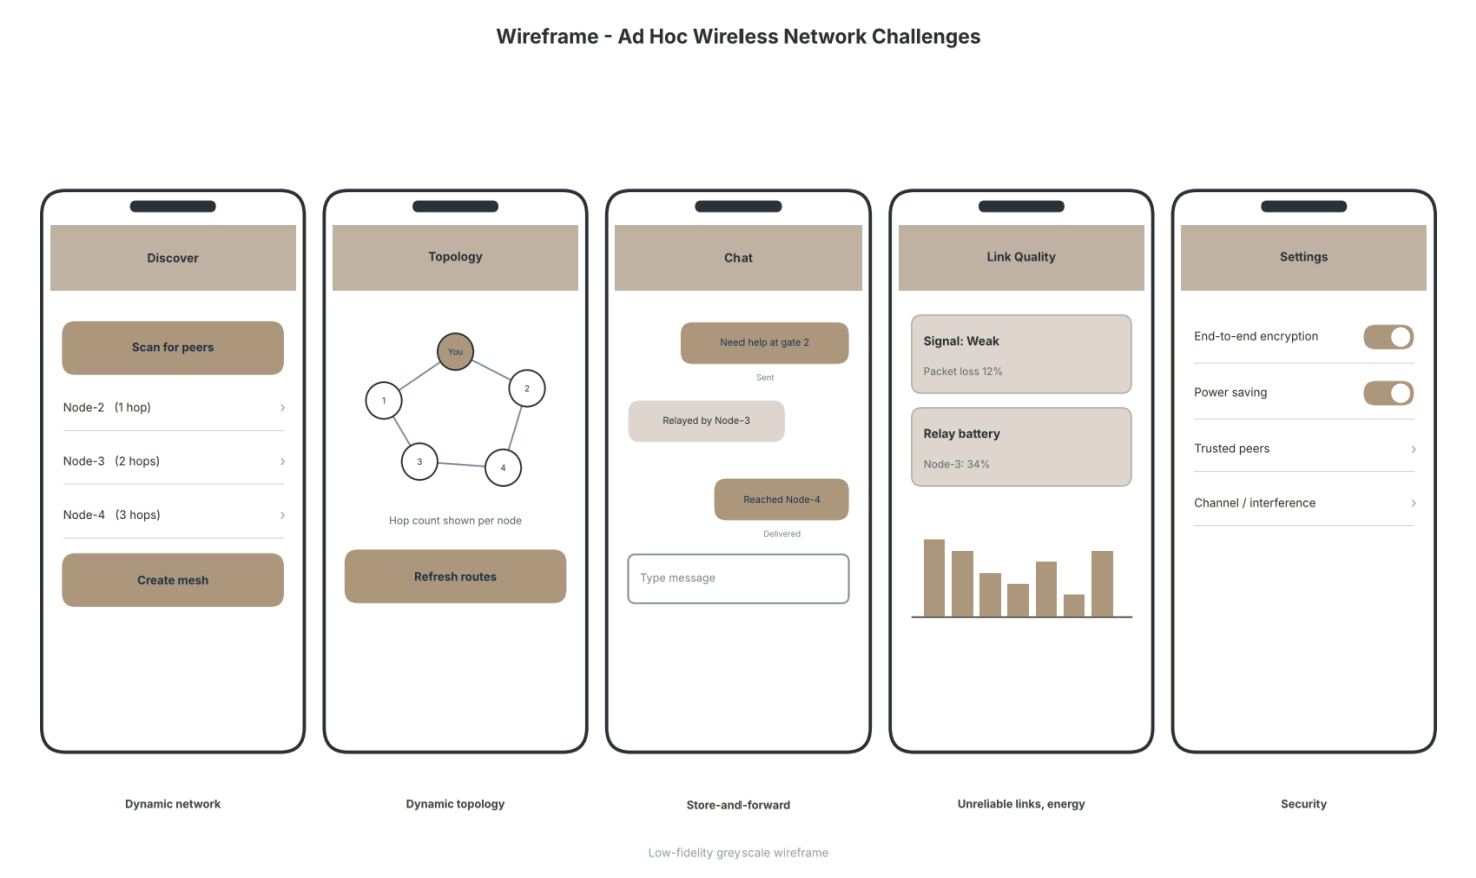 Wireframe - Ad Hoc Wireless Network Challenges
Discover
Scan for peers
Node-2 (1 hop)
Node-3 (2 hops)
Node-4 (3 hops)
Create mesh
Dynamic network
Topology
You
1
2
3
4
Hop count shown per node
Refresh routes
Dynamic topology
Chat
Need help at gate 2
Sent
Relayed by Node-3
Reached Node-4
Delivered
Type message
Store-and-forward
Link Quality
Signal: Weak
Packet loss 12%
Relay battery
Node-3: 34%
Unreliable links, energy
Settings
End-to-end encryption
Power saving
Trusted peers
Channel / interference
Security
Low-fidelity greyscale wireframe